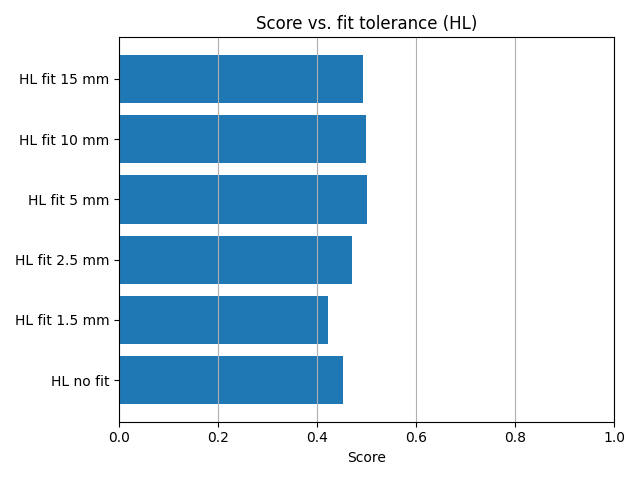 Score vs. fit tolerance (HL)
HL fit 15 mm
HL fit 10 mm
HL fit 5 mm
HL fit 2.5 mm
HL fit 1.5 mm
HL no fit
0.0 0.2 0.4 0.6 0.8 1.0
Score